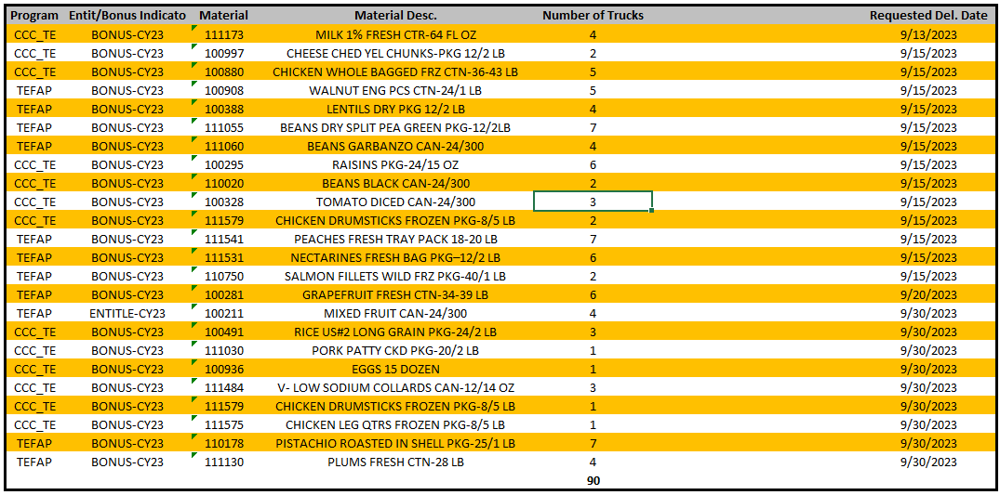 Program Entit/Bonus Indicato Material Material Desc. Number of Trucks Requested Del. Date
CCC_TE BONUS-CY23 111173 MILK 1% FRESH CTR-64 FL OZ 4 9/13/2023
CCC_TE BONUS-CY23 100997 CHEESE CHED YEL CHUNKS-PKG 12/2 LB 2 9/15/2023
CCC_TE BONUS-CY23 100880 CHICKEN WHOLE BAGGED FRZ CTN-36-43 LB 5 9/15/2023
TEFAP BONUS-CY23 100908 WALNUT ENG PCS CTN-24/1 LB 5 9/15/2023
TEFAP BONUS-CY23 100388 LENTILS DRY PKG 12/2 LB 4 9/15/2023
TEFAP BONUS-CY23 111055 BEANS DRY SPLIT PEA GREEN PKG-12/2LB 7 9/15/2023
TEFAP BONUS-CY23 111060 BEANS GARBANZO CAN-24/300 4 9/15/2023
CCC_TE BONUS-CY23 100295 RAISINS PKG-24/15 OZ 6 9/15/2023
CCC_TE BONUS-CY23 110020 BEANS BLACK CAN-24/300 2 9/15/2023
CCC_TE BONUS-CY23 100328 TOMATO DICED CAN-24/300 3 9/15/2023
CCC_TE BONUS-CY23 111579 CHICKEN DRUMSTICKS FROZEN PKG-8/5 LB 2 9/15/2023
TEFAP BONUS-CY23 111541 PEACHES FRESH TRAY PACK 18-20 LB 7 9/15/2023
TEFAP BONUS-CY23 111531 NECTARINES FRESH BAG PKG–12/2 LB 6 9/15/2023
TEFAP BONUS-CY23 110750 SALMON FILLETS WILD FRZ PKG-40/1 LB 2 9/15/2023
TEFAP BONUS-CY23 100281 GRAPEFRUIT FRESH CTN-34-39 LB 6 9/20/2023
TEFAP ENTITLE-CY23 100211 MIXED FRUIT CAN-24/300 4 9/30/2023
CCC_TE BONUS-CY23 100491 RICE US#2 LONG GRAIN PKG-24/2 LB 3 9/30/2023
CCC_TE BONUS-CY23 111030 PORK PATTY CKD PKG-20/2 LB 1 9/30/2023
CCC_TE BONUS-CY23 100936 EGGS 15 DOZEN 1 9/30/2023
CCC_TE BONUS-CY23 111484 V- LOW SODIUM COLLARDS CAN-12/14 OZ 3 9/30/2023
CCC_TE BONUS-CY23 111579 CHICKEN DRUMSTICKS FROZEN PKG-8/5 LB 1 9/30/2023
CCC_TE BONUS-CY23 111575 CHICKEN LEG QTRS FROZEN PKG-8/5 LB 1 9/30/2023
TEFAP BONUS-CY23 110178 PISTACHIO ROASTED IN SHELL PKG-25/1 LB 7 9/30/2023
TEFAP BONUS-CY23 111130 PLUMS FRESH CTN-28 LB 4 9/30/2023
90